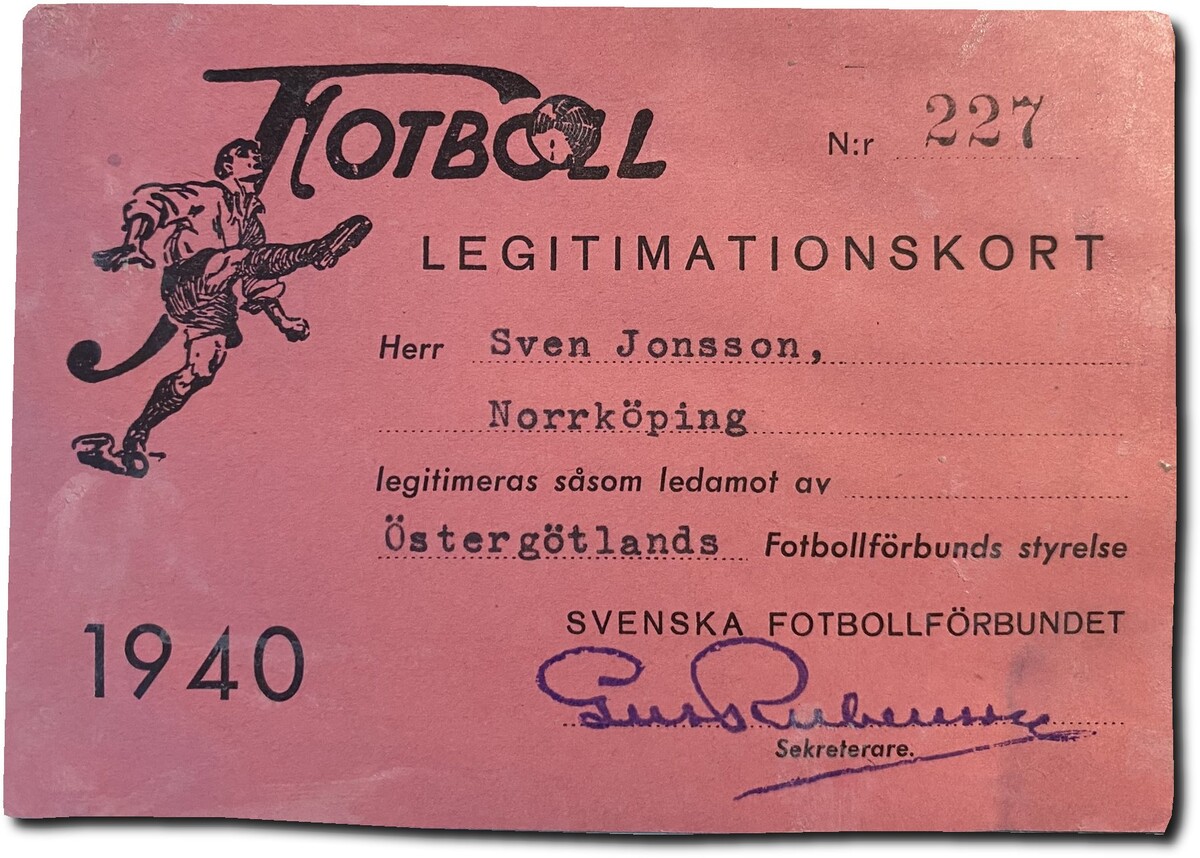 FOTBOLL
N:r 227
LEGITIMATIONSKORT
Herr Sven Jonsson,
Norrköping
legitimeras såsom ledamot av
Östergötlands Fotbollförbunds styrelse
1940
SVENSKA FOTBOLLFÖRBUNDET
Sekreterare.